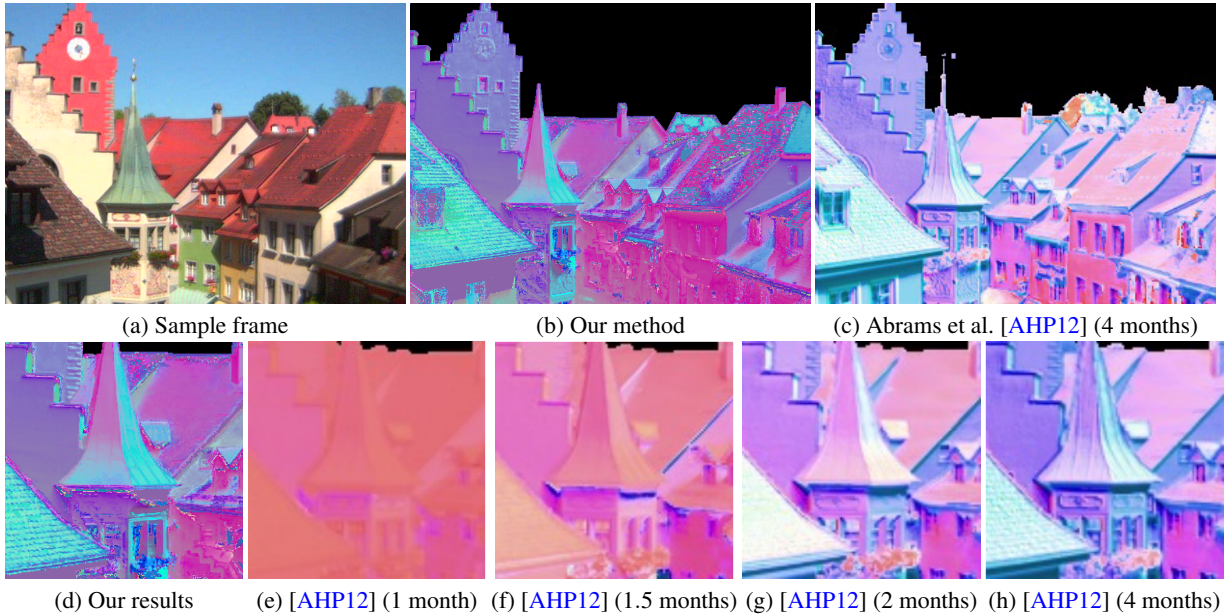 (a) Sample frame
(b) Our method
(c) Abrams et al. [AHP12] (4 months)
(d) Our results
(e) [AHP12] (1 month)
(f) [AHP12] (1.5 months)
(g) [AHP12] (2 months)
(h) [AHP12] (4 months)